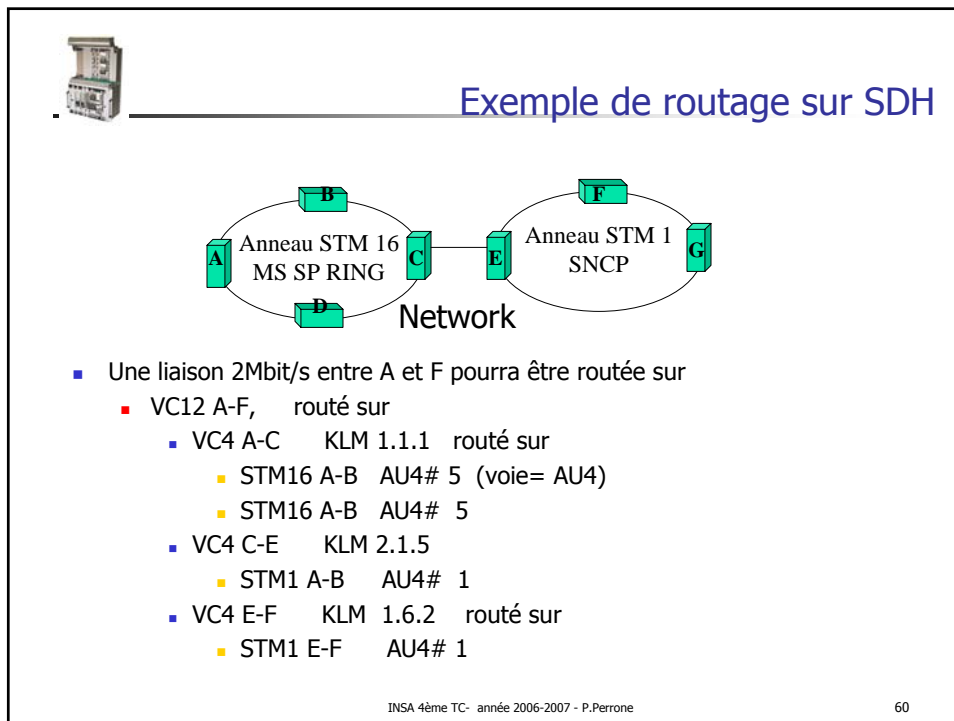 Exemple de routage sur SDH
B
F
Anneau STM 16
Anneau STM 1
A
C
E
G
MS SP RING
SNCP
D
Network
Une liaison 2Mbit/s entre A et F pourra être routée sur
VC12 A-F, routé sur
VC4 A-C KLM 1.1.1 routé sur
STM16 A-B AU4# 5 (voie= AU4)
STM16 A-B AU4# 5
VC4 C-E KLM 2.1.5
STM1 A-B AU4# 1
VC4 E-F KLM 1.6.2 routé sur
STM1 E-F AU4# 1
INSA 4ème TC- année 2006-2007 - P.Perrone 60